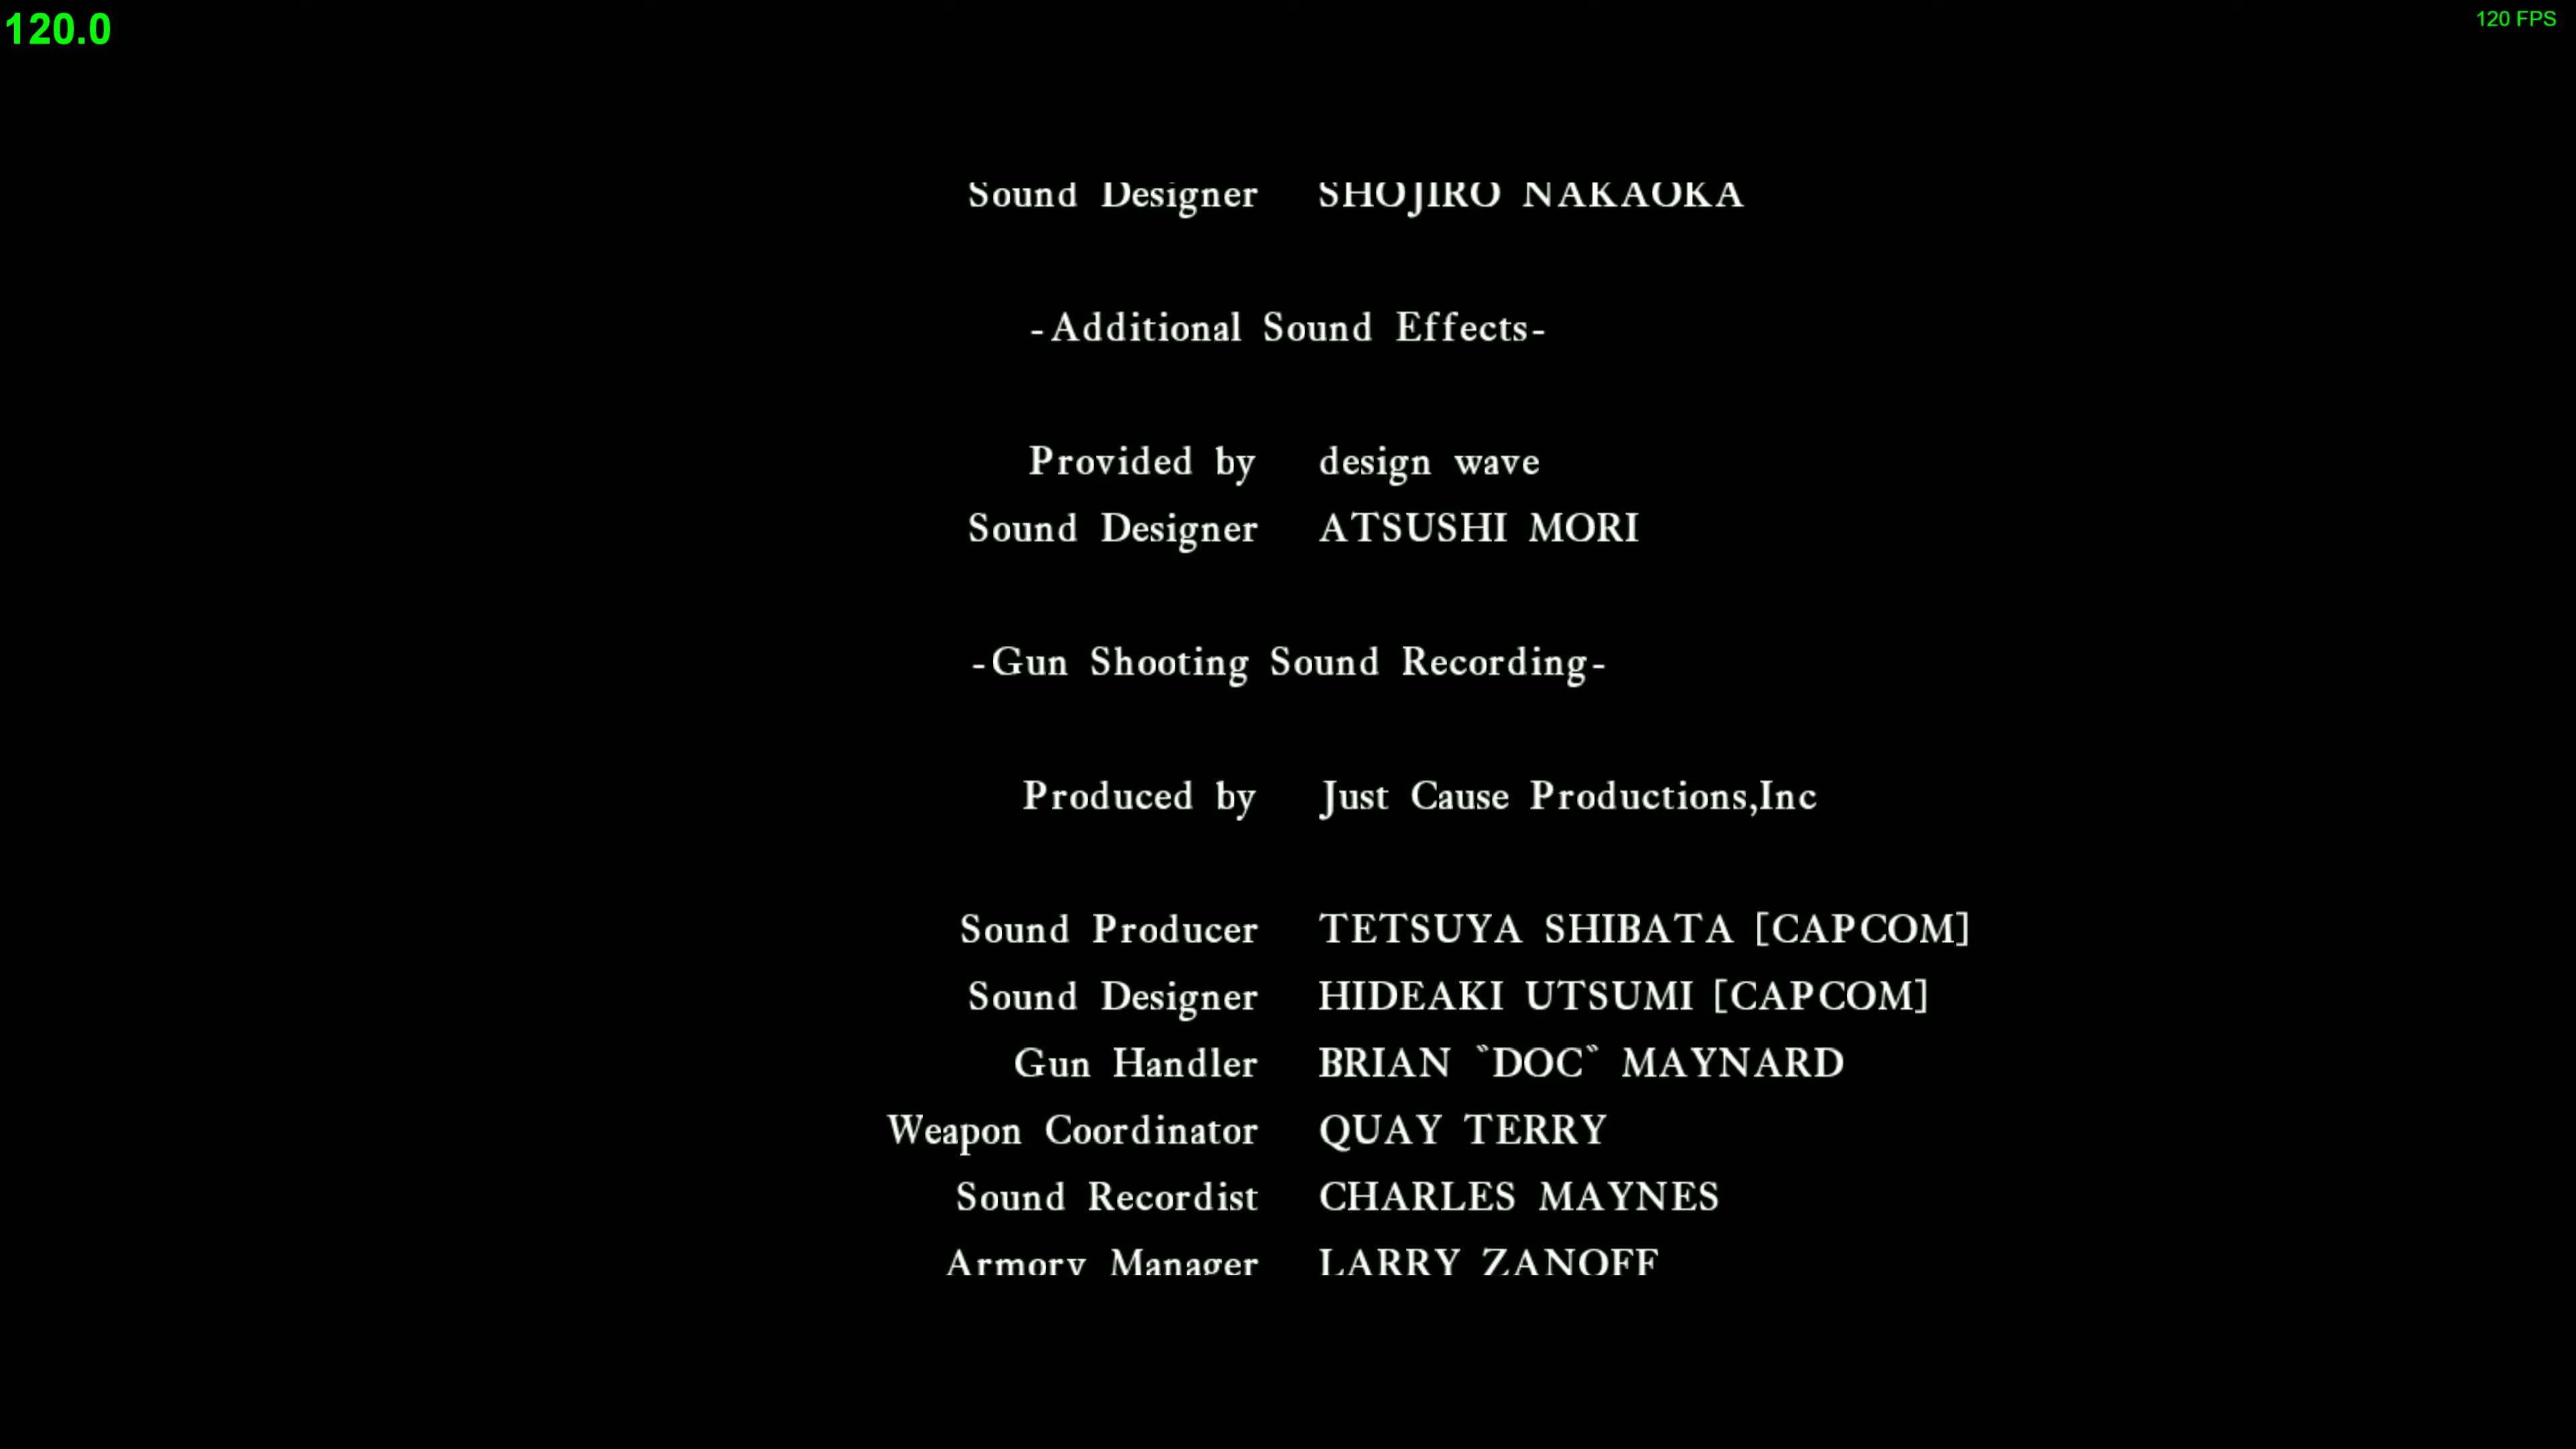 120.0
120 FPS
Sound Designer SHOJIRO NAKAOKA
-Additional Sound Effects-
Provided by design wave
Sound Designer ATSUSHI MORI
-Gun Shooting Sound Recording-
Produced by Just Cause Productions,Inc
Sound Producer TETSUYA SHIBATA [CAPCOM]
Sound Designer HIDEAKI UTSUMI [CAPCOM]
Gun Handler BRIAN "DOC" MAYNARD
Weapon Coordinator QUAY TERRY
Sound Recordist CHARLES MAYNES
Armory Manager LARRY ZANOFF